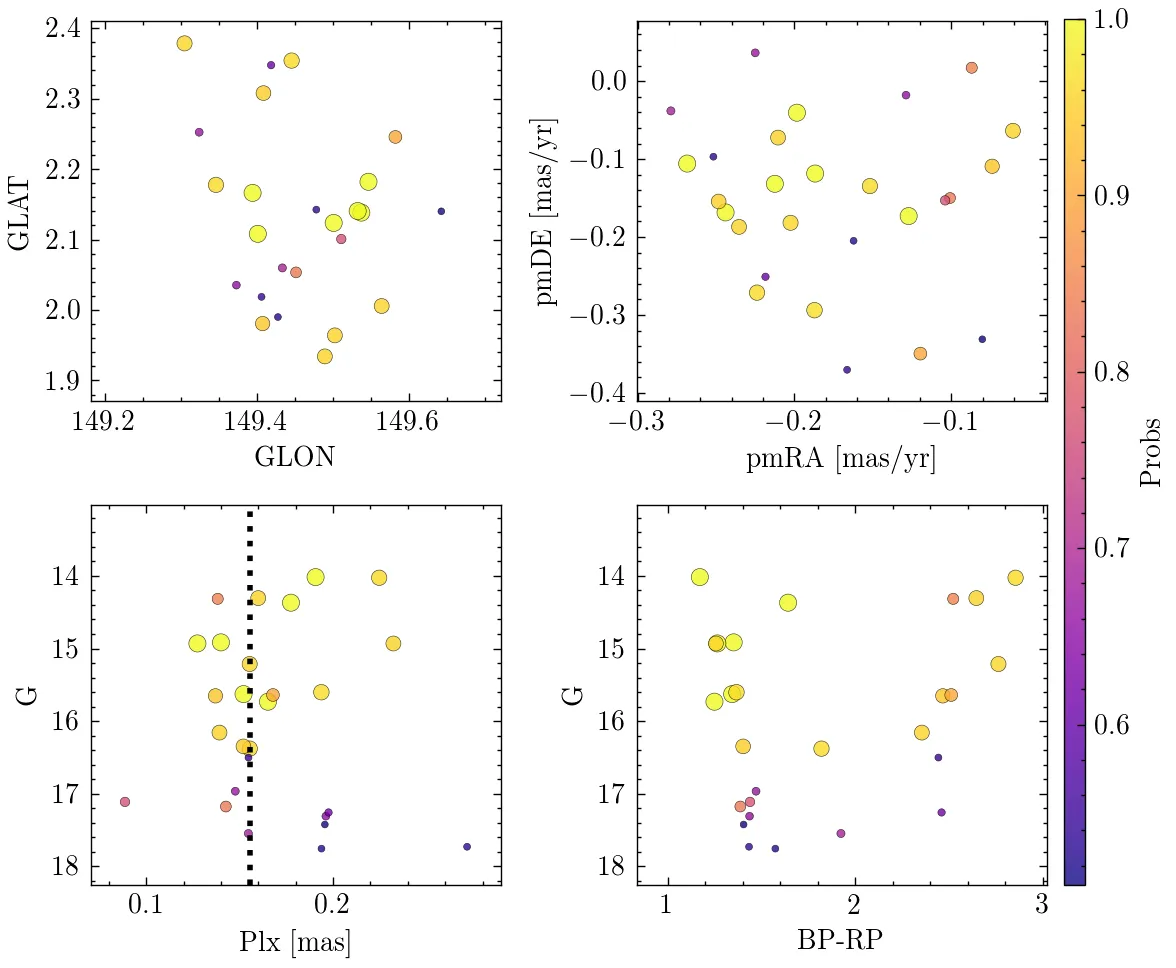 2.4
2.3
2.2
2.1
2.0
1.9
GLAT
149.2 149.4 149.6
GLON
0.0
−0.1
−0.2
−0.3
−0.4
pmDE [mas/yr]
−0.3 −0.2 −0.1
pmRA [mas/yr]
1.0
0.9
0.8
0.7
0.6
Probs
14
15
16
17
18
G
0.1 0.2
Plx [mas]
14
15
16
17
18
G
1 2 3
BP-RP